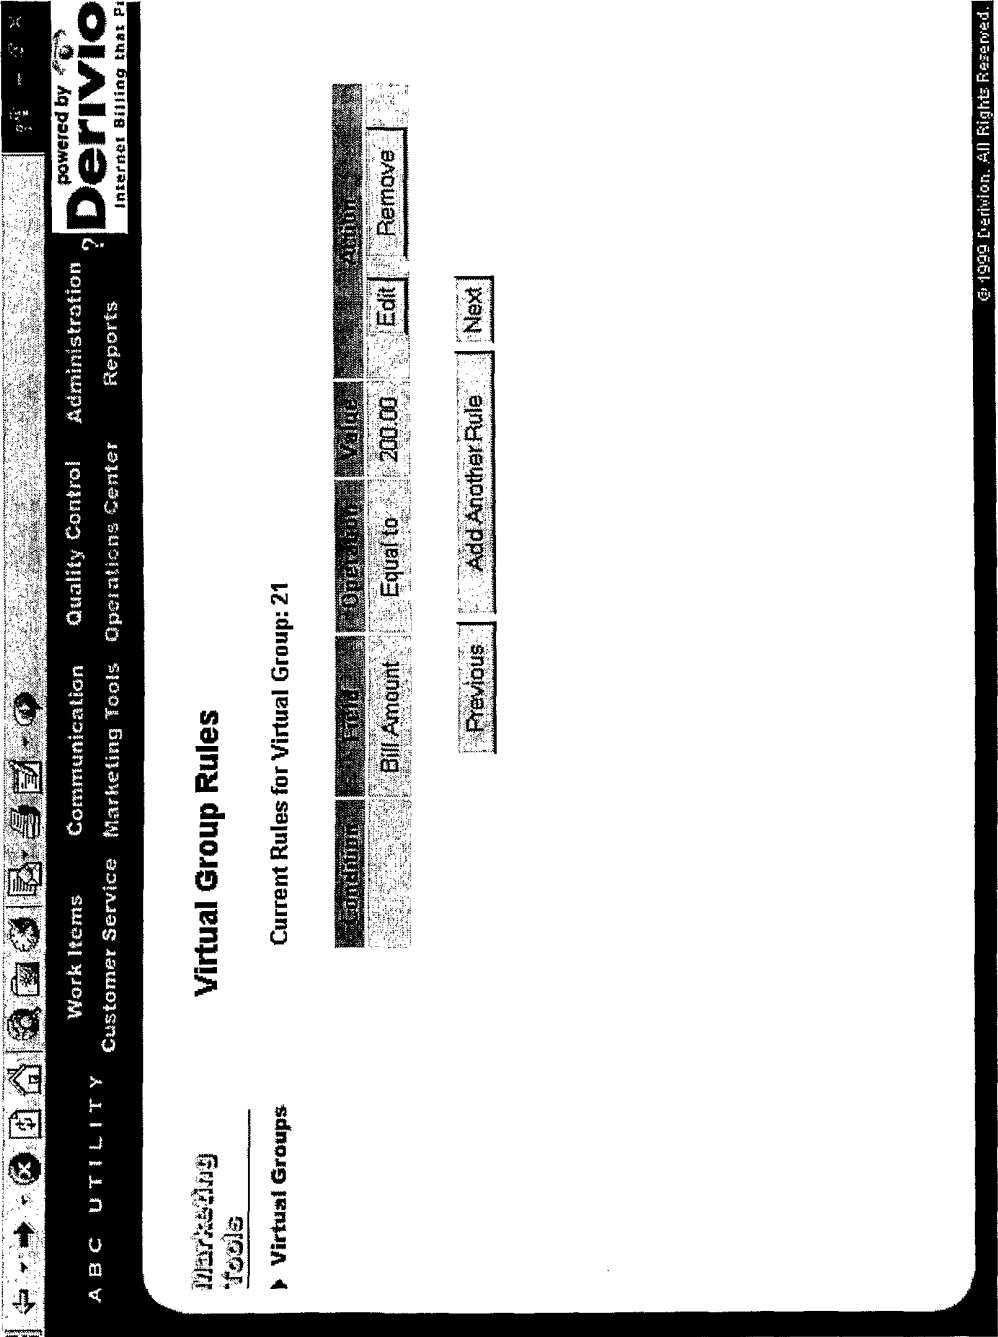 powered by
Derivio
Internet Billing that P
ABC UTILITY
Work Items Communication Quality Control Administration ?
Customer Service Marketing Tools Operations Center Reports
Marketing
Tools
Virtual Groups
Virtual Group Rules
Current Rules for Virtual Group: 21
Condition Field Operation Value Action
Bill Amount Equal to 200.00 Edit Remove
Previous Add Another Rule Next
© 1999 Derivion. All Rights Reserved.